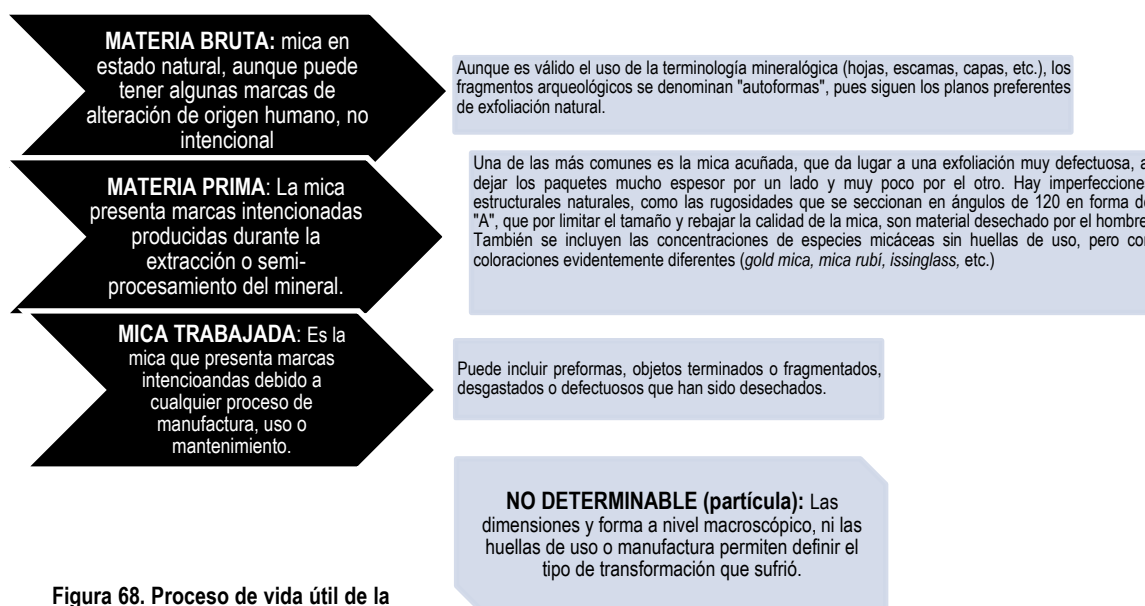 MATERIA BRUTA: mica en
estado natural, aunque puede
tener algunas marcas de
alteración de origen humano, no
intencional
Aunque es válido el uso de la terminología mineralógica (hojas, escamas, capas, etc.), los
fragmentos arqueológicos se denominan "autoformas", pues siguen los planos preferentes
de exfoliación natural.
MATERIA PRIMA: La mica
presenta marcas intencionadas
producidas durante la
extracción o semi-
procesamiento del mineral.
Una de las más comunes es la mica acuñada, que da lugar a una exfoliación muy defectuosa, a
dejar los paquetes mucho espesor por un lado y muy poco por el otro. Hay imperfeccione
estructurales naturales, como las rugosidades que se seccionan en ángulos de 120 en forma de
"A", que por limitar el tamaño y rebajar la calidad de la mica, son material desechado por el hombre
También se incluyen las concentraciones de especies micáceas sin huellas de uso, pero con
coloraciones evidentemente diferentes (gold mica, mica rubí, issinglass, etc.)
MICA TRABAJADA: Es la
mica que presenta marcas
intencioandas debido a
cualquier proceso de
manufactura, uso o
mantenimiento.
Puede incluir preformas, objetos terminados o fragmentados,
desgastados o defectuosos que han sido desechados.
NO DETERMINABLE (partícula): Las
dimensiones y forma a nivel macroscópico, ni las
huellas de uso o manufactura permiten definir el
tipo de transformación que sufrió.
Figura 68. Proceso de vida útil de la